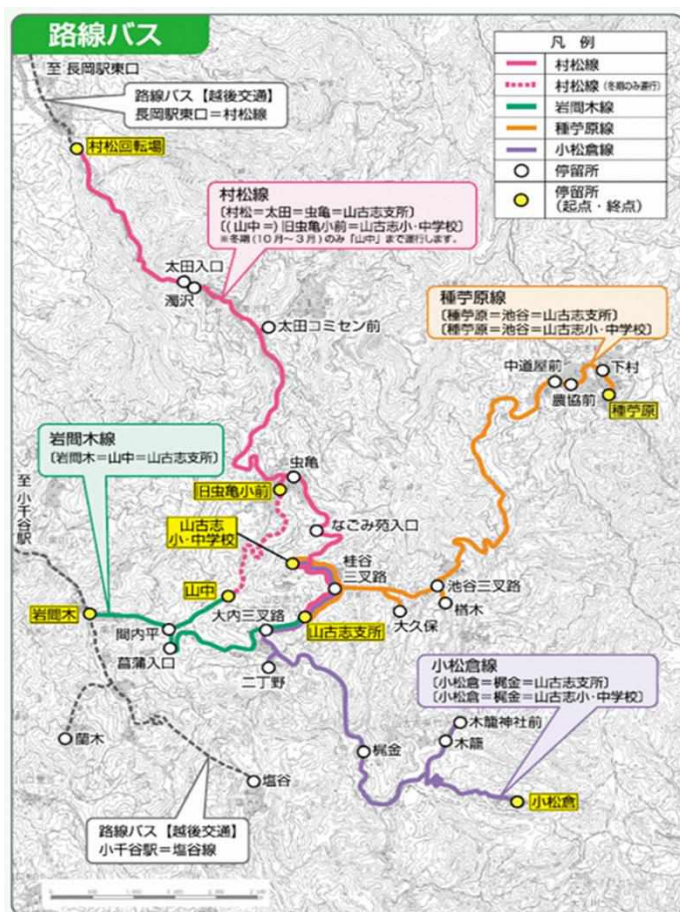 路線バス
至 長岡駅東口
路線バス【越後交通】
長岡駅東口=村松線
凡 例
村松線
村松線(冬期のみ運行)
岩間木線
種苧原線
小松倉線
停留所
停留所
(起点・終点)
村松回転場
村松線
〔村松=太田=虫亀=山古志支所〕
〔(山中=)旧虫亀小前=山古志小・中学校〕
※冬期(10月~3月)のみ「山中」まで運行します。
太田入口
濁沢
太田コミセン前
種苧原線
〔種苧原=池谷=山古志支所〕
〔種苧原=池谷=山古志小・中学校〕
中道屋前
下村
農協前
種苧原
岩間木線
〔岩間木=山中=山古志支所〕
至 小千谷駅
虫亀
旧虫亀小前
なごみ苑入口
山古志
小・中学校
桂谷
三叉路
山中
池谷三叉路
楢木
大久保
岩間木
大内三叉路
山古志支所
間内平
菖蒲入口
二丁野
小松倉線
〔小松倉=梶金=山古志支所〕
〔小松倉=梶金=山古志小・中学校〕
木籠神社前
木籠
蘭木
梶金
塩谷
小松倉
路線バス【越後交通】
小千谷駅=塩谷線